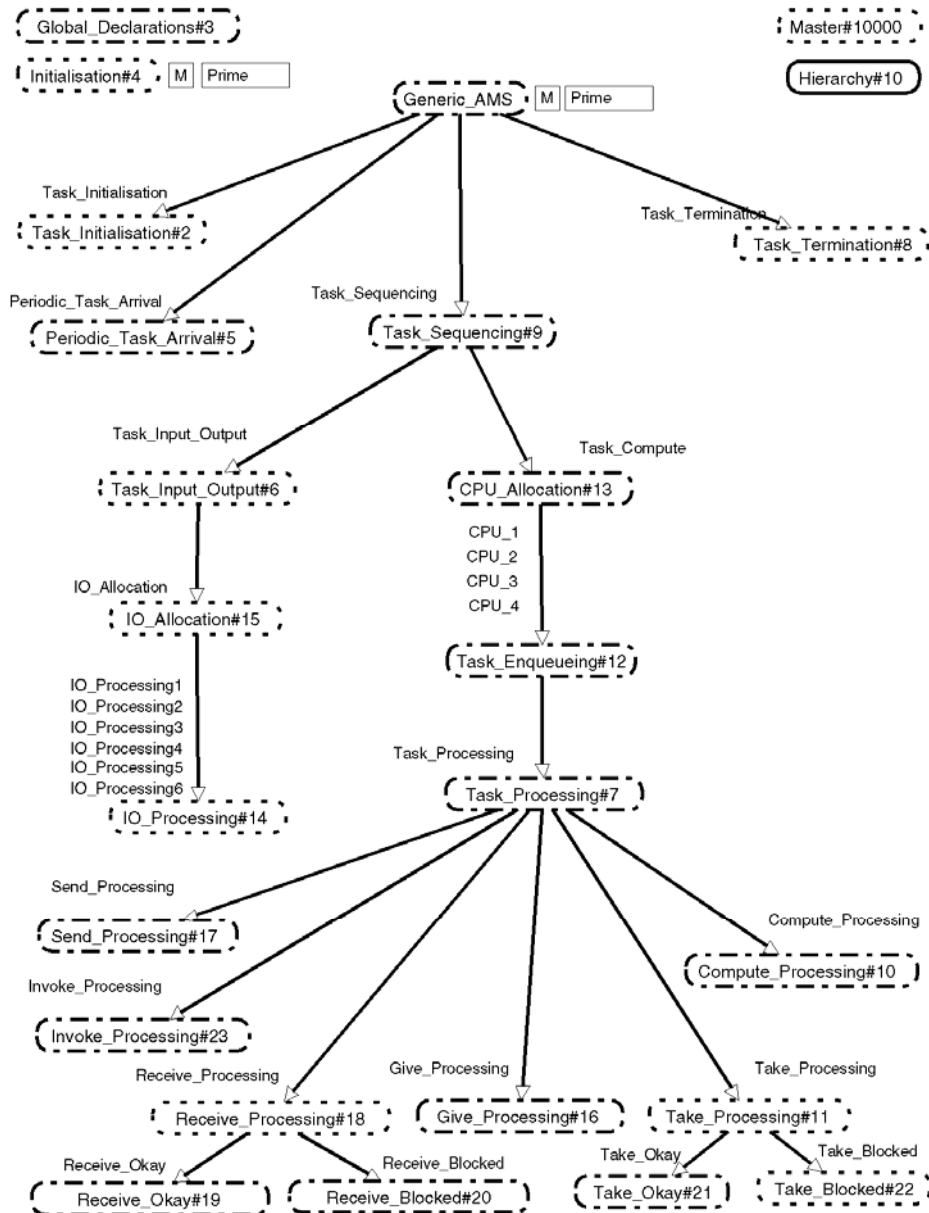 Global_Declarations#3
Master#10000
Initialisation#4 M Prime
Hierarchy#10
Generic_AMS M Prime
Task_Initialisation
Task_Initialisation#2
Task_Termination
Task_Termination#8
Periodic_Task_Arrival
Periodic_Task_Arrival#5
Task_Sequencing
Task_Sequencing#9
Task_Input_Output
Task_Input_Output#6
Task_Compute
CPU_Allocation#13
CPU_1
CPU_2
CPU_3
CPU_4
IO_Allocation
IO_Allocation#15
Task_Enqueueing#12
IO_Processing1
IO_Processing2
IO_Processing3
IO_Processing4
IO_Processing5
IO_Processing6
IO_Processing#14
Task_Processing
Task_Processing#7
Send_Processing
Send_Processing#17
Compute_Processing
Compute_Processing#10
Invoke_Processing
Invoke_Processing#23
Receive_Processing
Receive_Processing#18
Give_Processing
Give_Processing#16
Take_Processing
Take_Processing#11
Receive_Okay
Receive_Okay#19
Receive_Blocked
Receive_Blocked#20
Take_Okay
Take_Okay#21
Take_Blocked
Take_Blocked#22